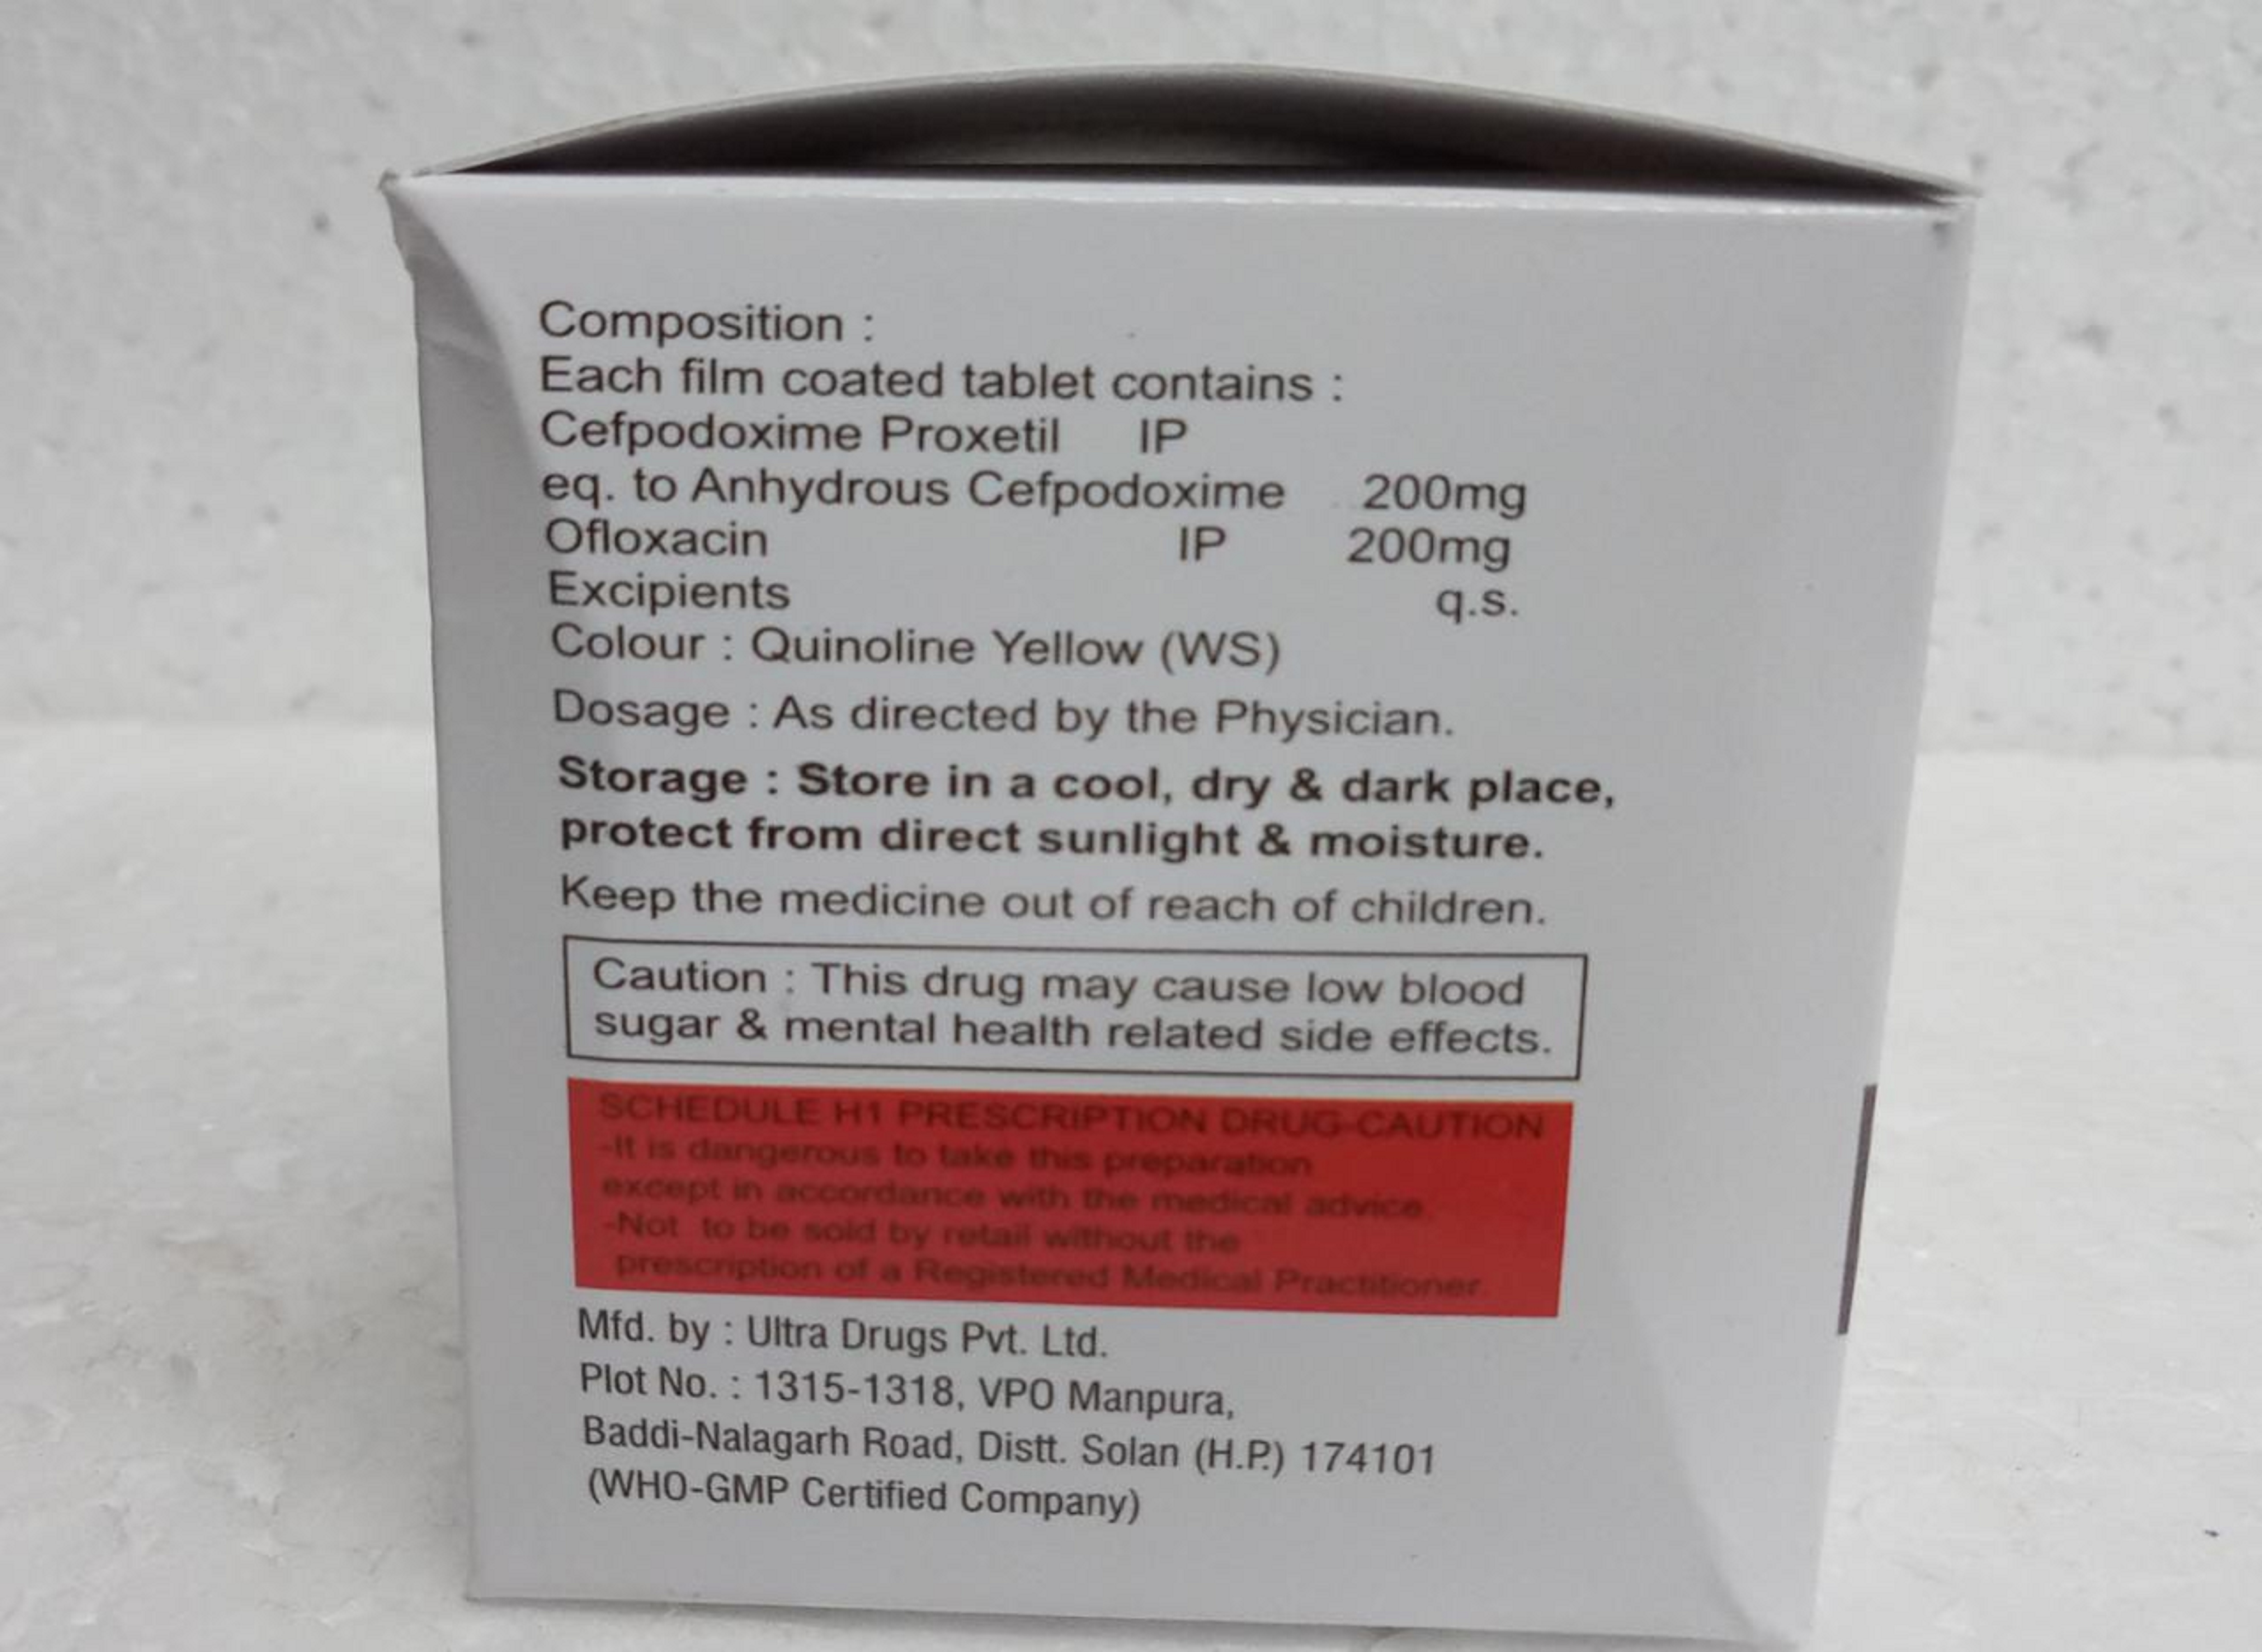 Composition :
Each film coated tablet contains :
Cefpodoxime Proxetil IP
eq. to Anhydrous Cefpodoxime 200mg
Ofloxacin IP 200mg
Excipients q.s.
Colour : Quinoline Yellow (WS)
Dosage : As directed by the Physician.
Storage : Store in a cool, dry & dark place,
protect from direct sunlight & moisture.
Keep the medicine out of reach of children.
Caution : This drug may cause low blood
sugar & mental health related side effects.
SCHEDULE H1 PRESCRIPTION DRUG-CAUTION
-It is dangerous to take this preparation
except in accordance with the medical advice.
-Not to be sold by retail without the
prescription of a Registered Medical Practitioner.
Mfd. by : Ultra Drugs Pvt. Ltd.
Plot No. : 1315-1318, VPO Manpura,
Baddi-Nalagarh Road, Distt. Solan (H.P.) 174101
(WHO-GMP Certified Company)